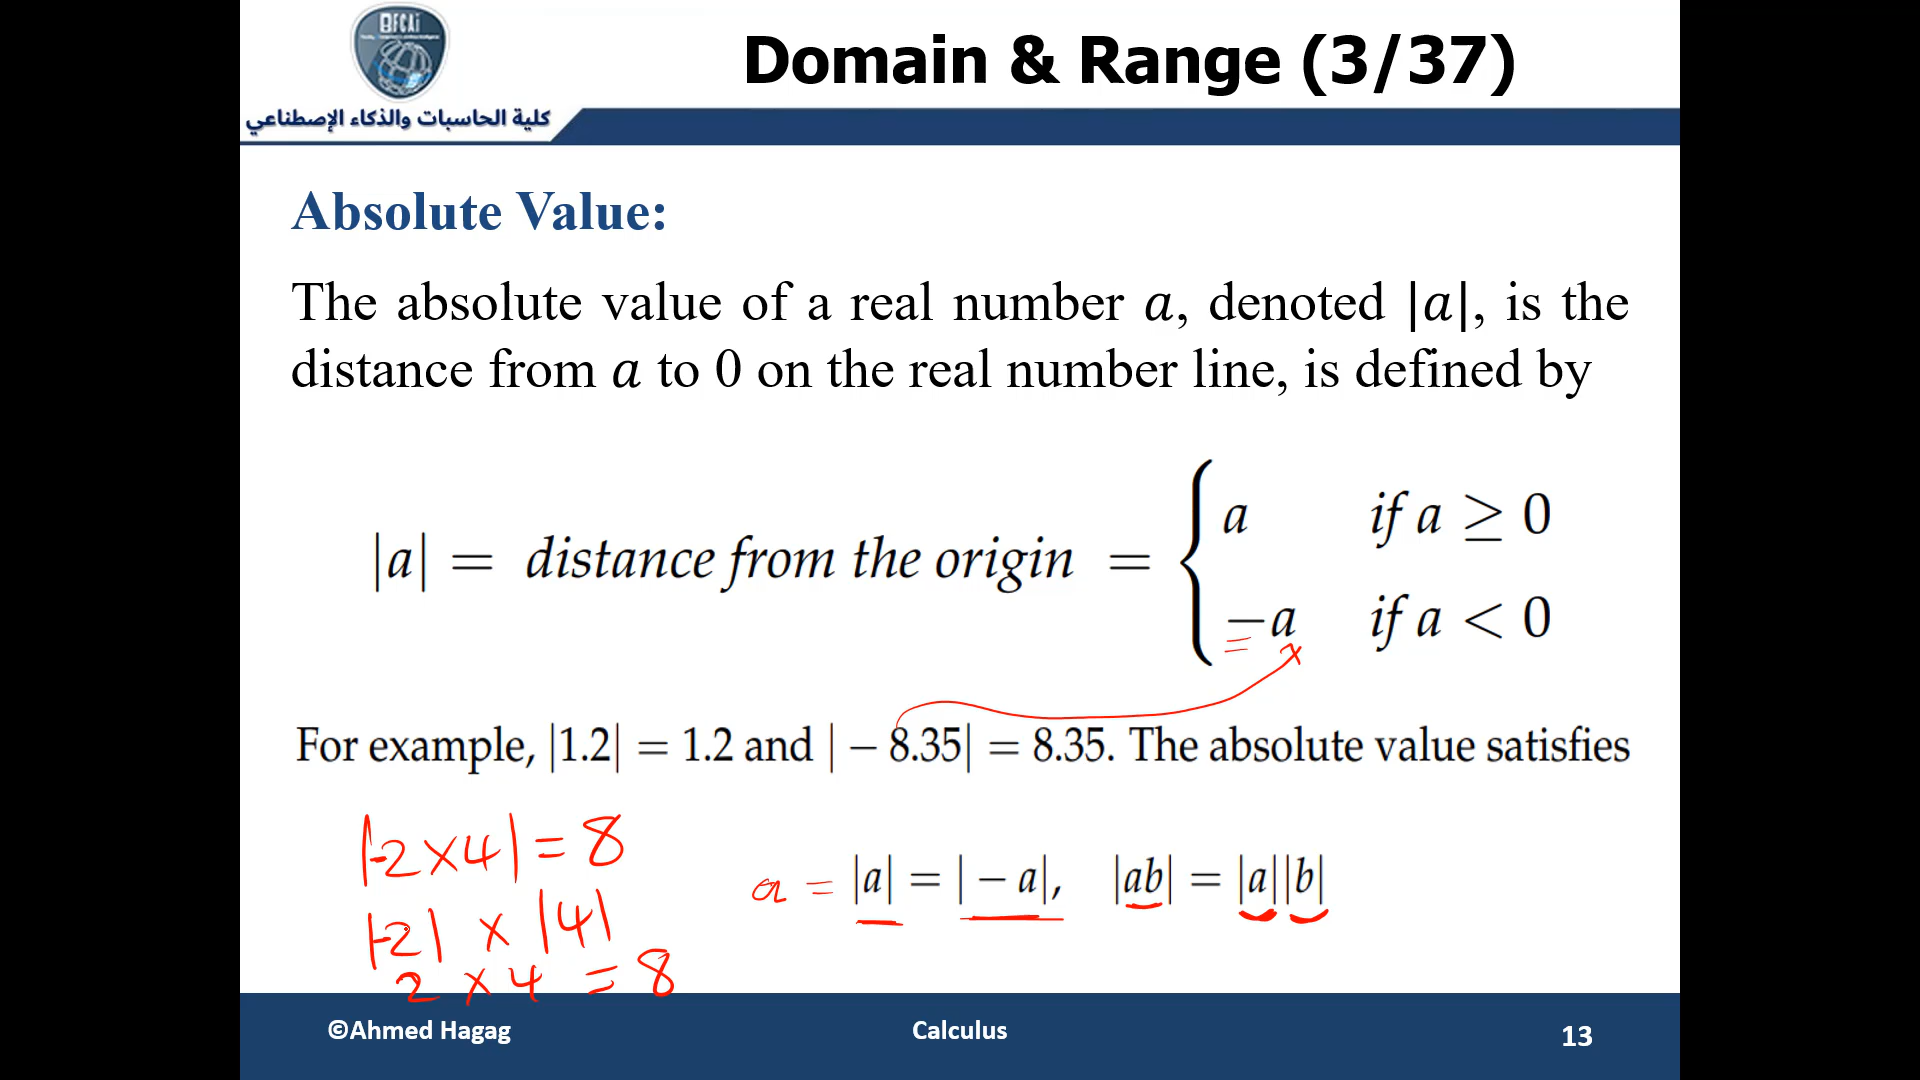 FCAi
Domain & Range (3/37)
كلية الحاسبات والذكاء الإصطناعي
Absolute Value:
The absolute value of a real number a, denoted |a|, is the
distance from a to 0 on the real number line, is defined by
|a| = distance from the origin = { a if a ≥ 0
−a if a < 0
For example, |1.2| = 1.2 and | − 8.35| = 8.35. The absolute value satisfies
|-2×4| = 8
a = |a| = | − a|, |ab| = |a||b|
|-2| × |4|
2 × 4 = 8
©Ahmed Hagag
Calculus
13